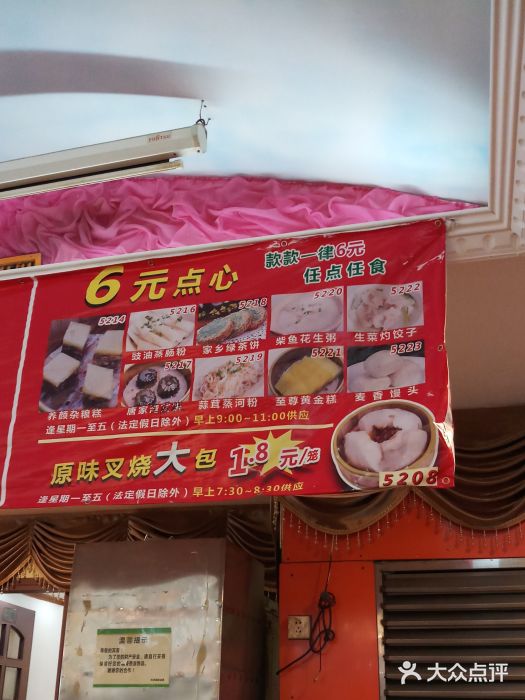 FUJITSU
6元点心
款款一律6元
任点任食
5214
养颜杂粮糕
5216
豉油蒸肠粉
5218
家乡绿茶饼
5220
柴鱼花生粥
5222
生菜灼饺子
5217
5219
蒜茸蒸河粉
5221
至尊黄金糕
5223
麦香馒头
逢星期一至五（法定假日除外）早上9:00~11:00供应
原味叉烧大包 1.8元/笼
5208
逢星期一至五（法定假日除外）早上7:30~8:30供应
温馨提示
大众点评